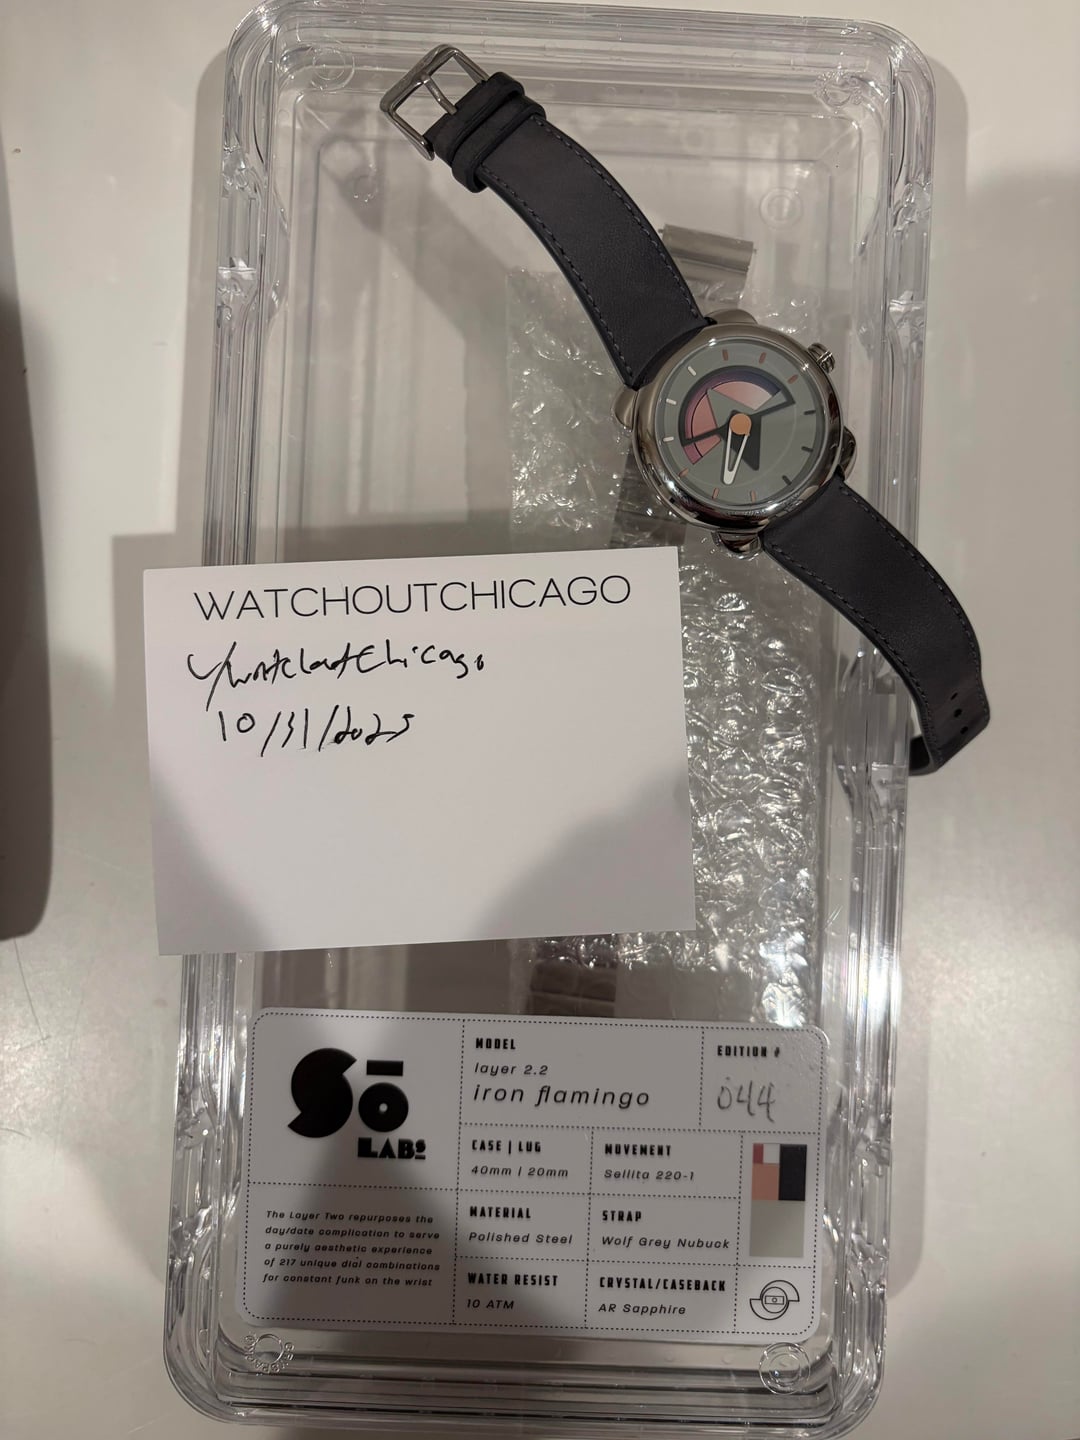 WATCHOUTCHICAGO
10/31/2025
Sō
LABS
MODEL
layer 2.2
iron flamingo
EDITION #
044
CASE | LUG
40mm | 20mm
MOVEMENT
Sellita 220-1
MATERIAL
Polished Steel
STRAP
Wolf Grey Nubuck
WATER RESIST
10 ATM
CRYSTAL/CASEBACK
AR Sapphire
The Layer Two repurposes the
day/date complication to serve
a purely aesthetic experience
of 217 unique dial combinations
for constant funk on the wrist